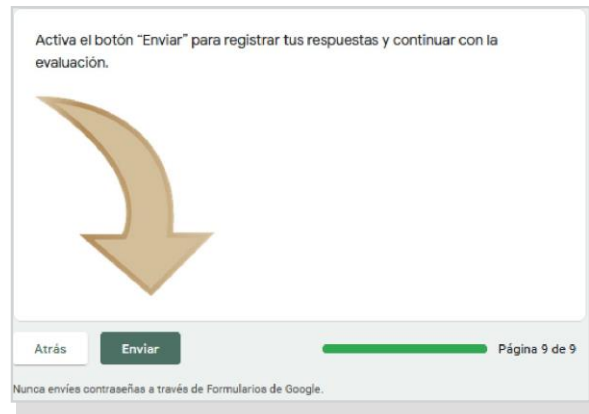 Activa el botón “Enviar” para registrar tus respuestas y continuar con la
evaluación.
Atrás
Enviar
Página 9 de 9
Nunca envíes contraseñas a través de Formularios de Google.